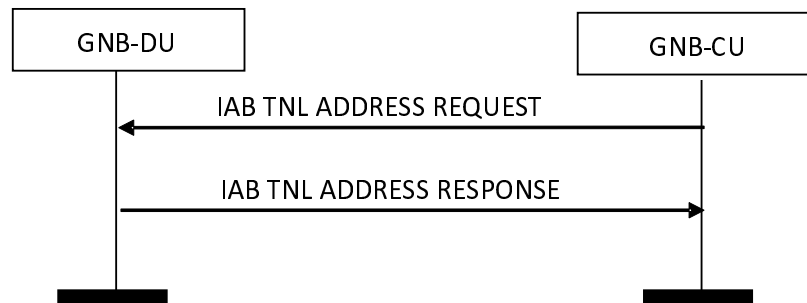 GNB-DU
GNB-CU
IAB TNL ADDRESS REQUEST
IAB TNL ADDRESS RESPONSE